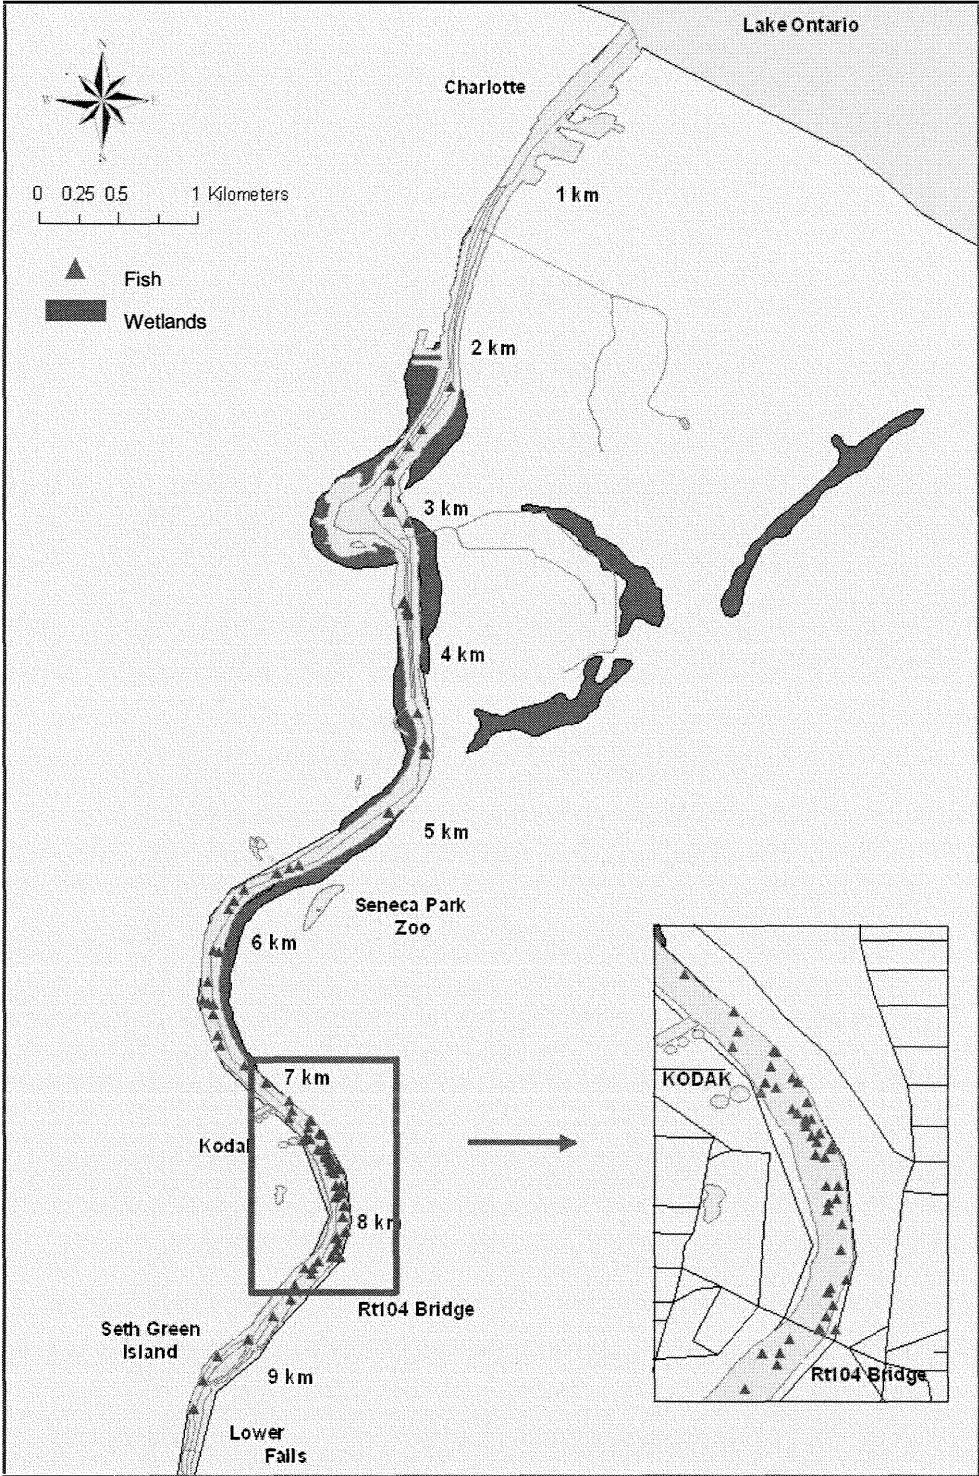 Lake Ontario
Charlotte
N
W
E
0 0.25 0.5 1 Kilometers
1 km
Fish
Wetlands
2 km
3 km
4 km
5 km
Seneca Park
Zoo
6 km
7 km
KODAK
Kodal
8 km
Rt104 Bridge
Rt104 Bridge
Seth Green
Island
9 km
Lower
Falls